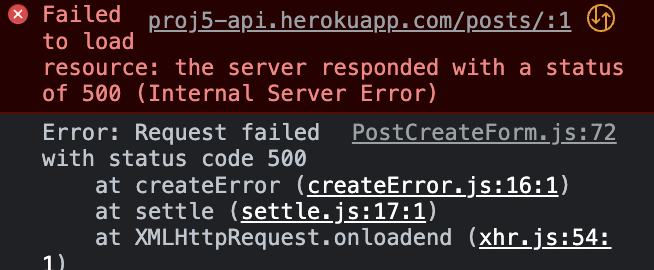 Failed proj5-api.herokuapp.com/posts/:1
to load
resource: the server responded with a status
of 500 (Internal Server Error)
Error: Request failed PostCreateForm.js:72
with status code 500
at createError (createError.js:16:1)
at settle (settle.js:17:1)
at XMLHttpRequest.onloadend (xhr.js:54:
1)